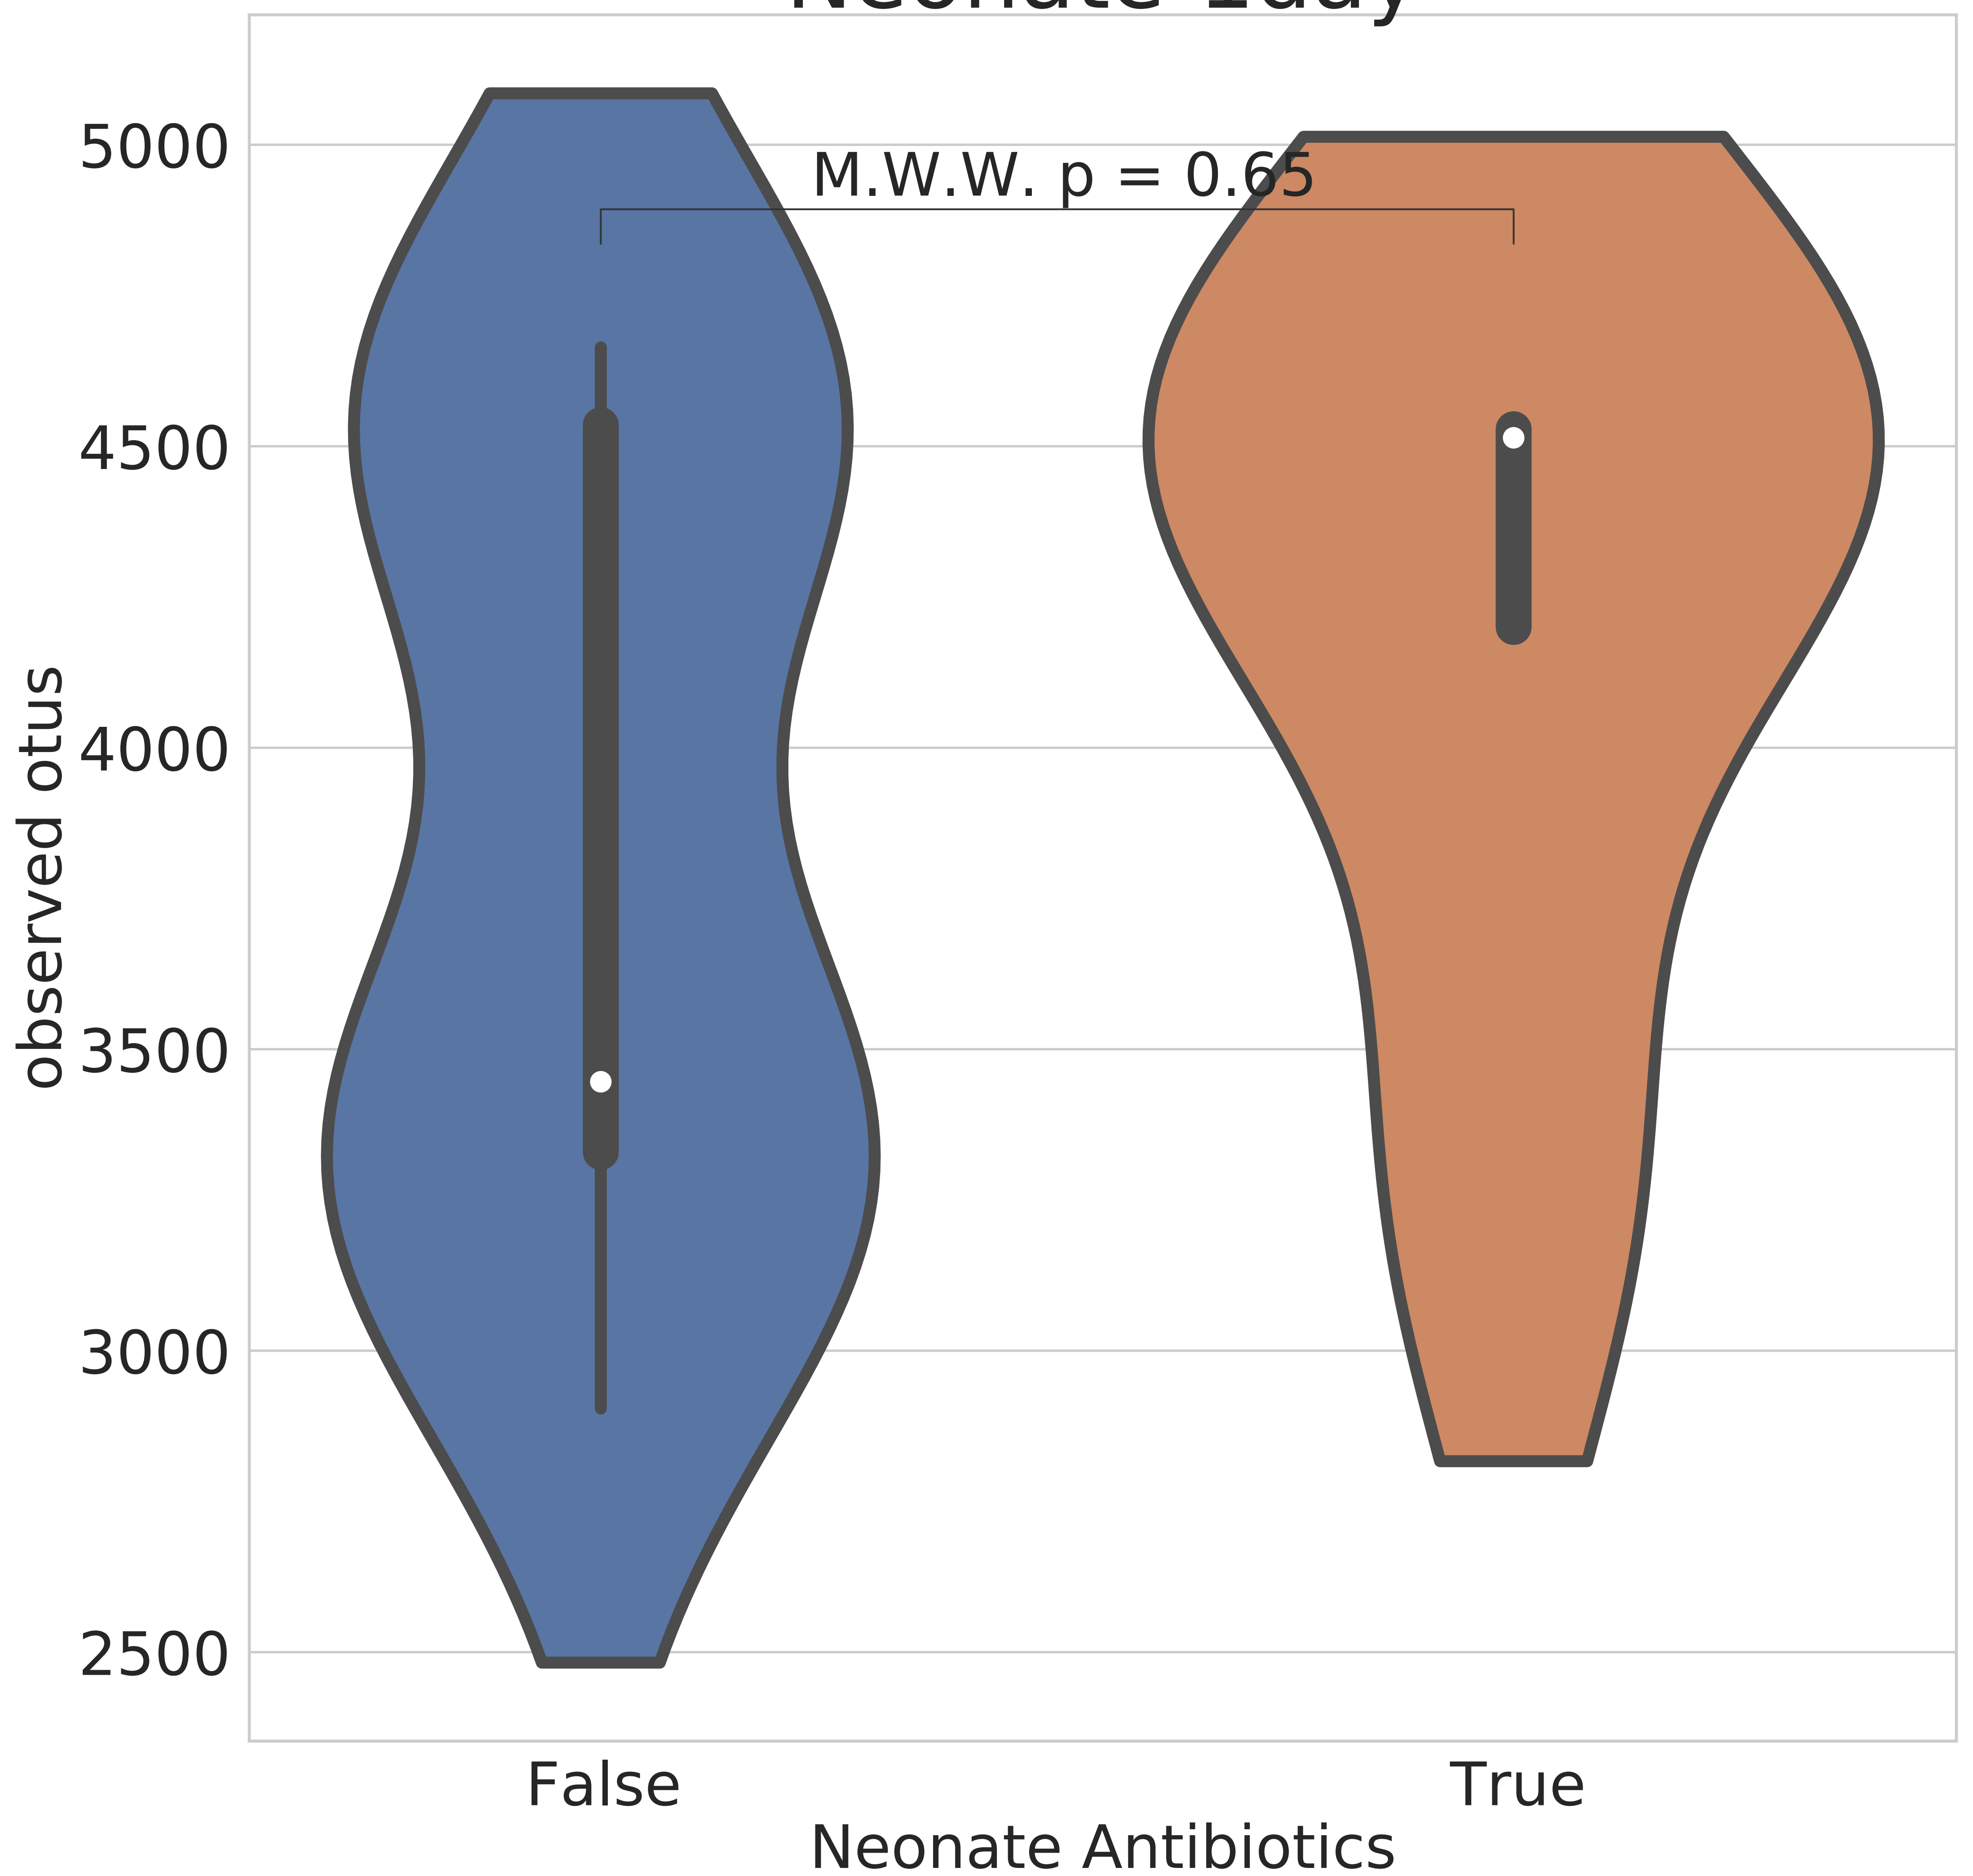 5000
M.W.W. p = 0.65
4500
4000
3500
3000
2500
observed otus
False
True
Neonate Antibiotics